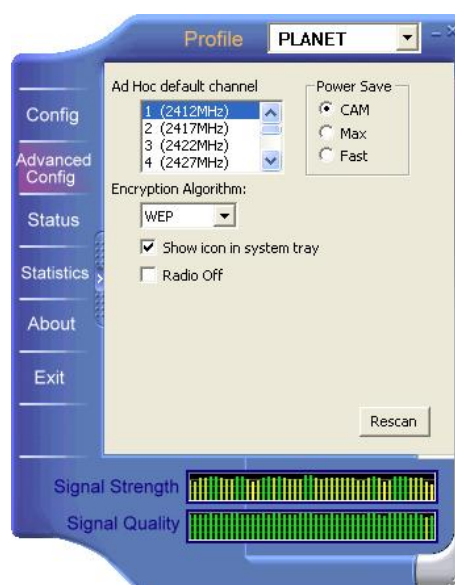 Profile PLANET
Config
Advanced Config
Status
Statistics
About
Exit
Ad Hoc default channel
1 (2412MHz)
2 (2417MHz)
3 (2422MHz)
4 (2427MHz)
Power Save
CAM
Max
Fast
Encryption Algorithm:
WEP
Show icon in system tray
Radio Off
Rescan
Signal Strength
Signal Quality